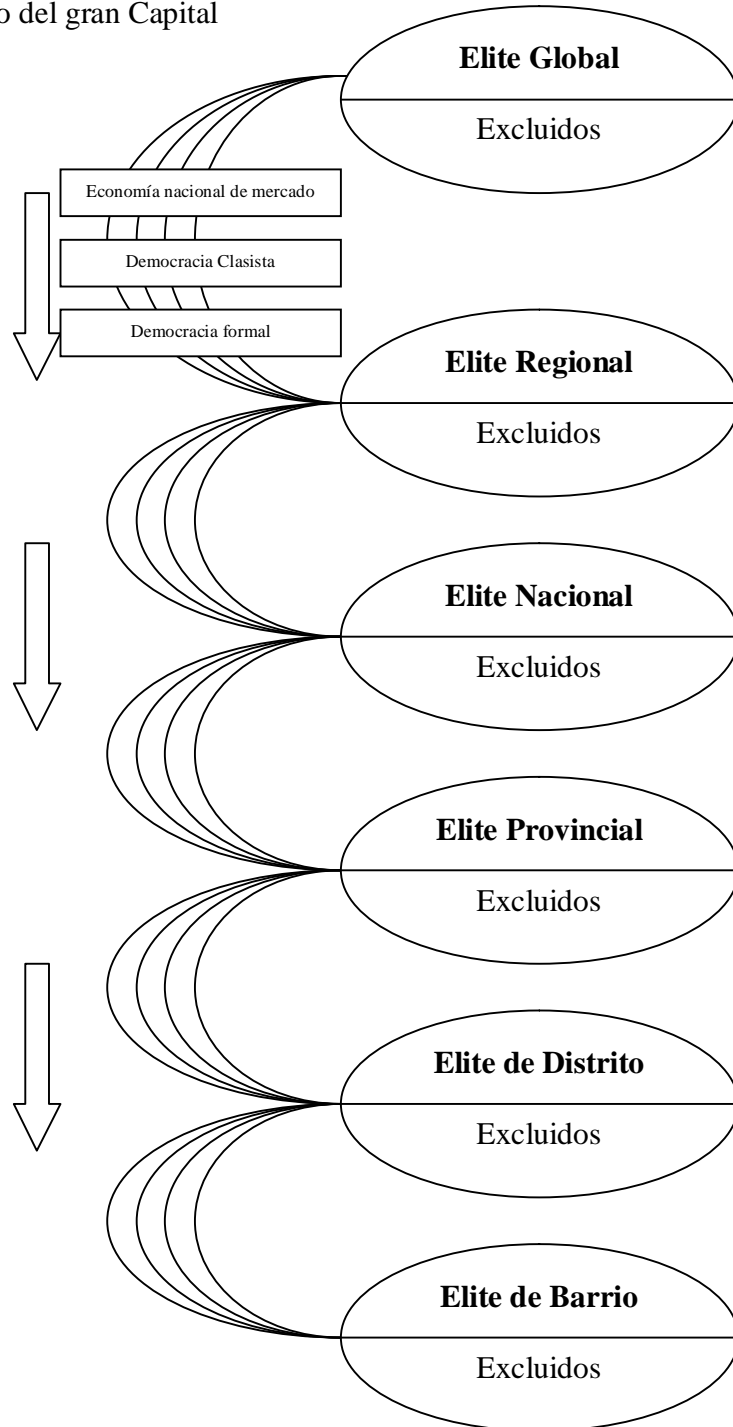 del gran Capital
Elite Global
Excluidos
Economía nacional de mercado
Democracia Clasista
Democracia formal
Elite Regional
Excluidos
Elite Nacional
Excluidos
Elite Provincial
Excluidos
Elite de Distrito
Excluidos
Elite de Barrio
Excluidos